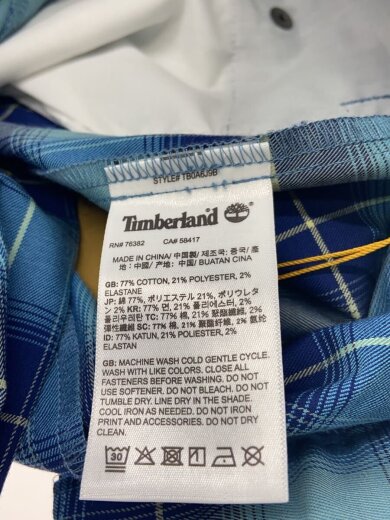 STYLE# TB0A6J9B
Timberland
RN# 76382 CA# 58417
MADE IN CHINA/ 中国製/ 제조국: 중국/ 產
地：中國/ 产地：中国/ BUATAN CINA
GB: 77% COTTON, 21% POLYESTER, 2%
ELASTANE
JP: 綿 77%, ポリエステル 21%, ポリウレタ
ン 2% KR: 77% 면, 21% 폴리에스터, 2%
폴리우레탄 TC: 77% 棉, 21% 聚酯纖維, 2%
彈性纖維 SC: 77% 棉, 21% 聚酯纤维, 2% 氨纶
ID: 77% KATUN, 21% POLIESTER, 2%
ELASTAN
GB: MACHINE WASH COLD GENTLE CYCLE.
WASH WITH LIKE COLORS. CLOSE ALL
FASTENERS BEFORE WASHING. DO NOT
USE SOFTENERS. DO NOT BLEACH. DO NOT
TUMBLE DRY. LINE DRY IN SHADE.
COOL IRON AS NEEDED. DO NOT IRON
PRINT AND ACCESSORIES. DO NOT DRY
CLEAN.
30